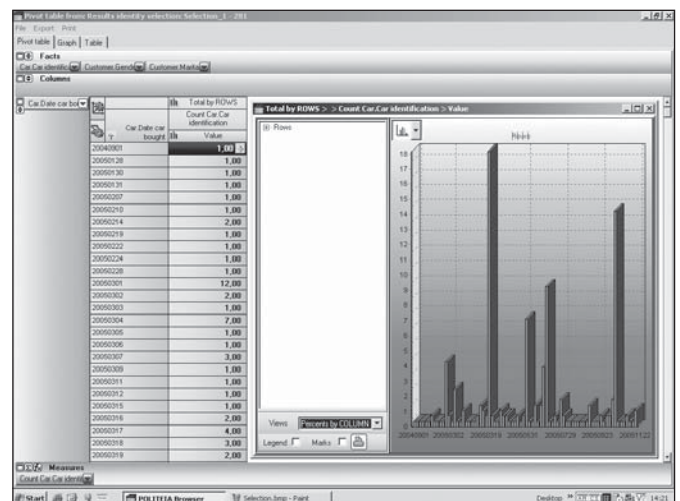 Pivot table from: Results identity selection: Selection_1 - 281
File Export Print
Pivot table Graph Table
Facts
Car.Car identific Customer.Gende Customer.Marita
Columns
Car.Date car bo
Total by ROWS
Count Car.Car identification
Car.Date car bought
Value
20040901 1,00
20050128 1,00
20050130 1,00
20050131 1,00
20050207 1,00
20050210 1,00
20050214 2,00
20050219 1,00
20050222 1,00
20050224 1,00
20050228 1,00
20050301 12,00
20050302 2,00
20050303 1,00
20050304 7,00
20050305 1,00
20050306 1,00
20050307 3,00
20050309 1,00
20050311 1,00
20050312 1,00
20050315 1,00
20050316 2,00
20050317 4,00
20050318 3,00
20050319 2,00
Measures
Count Car.Car identific
Total by ROWS > > Count Car.Car identification > Value
Rows
Views Percents by COLUMN
Legend Marks
18
17
16
15
14
13
12
11
10
9
8
7
6
5
4
3
2
1
0
20040901 20050302 20050319 20050531 20050729 20050923 20051122
Start POLITEIA Browser Selection.bmp - Paint Desktop 14:21